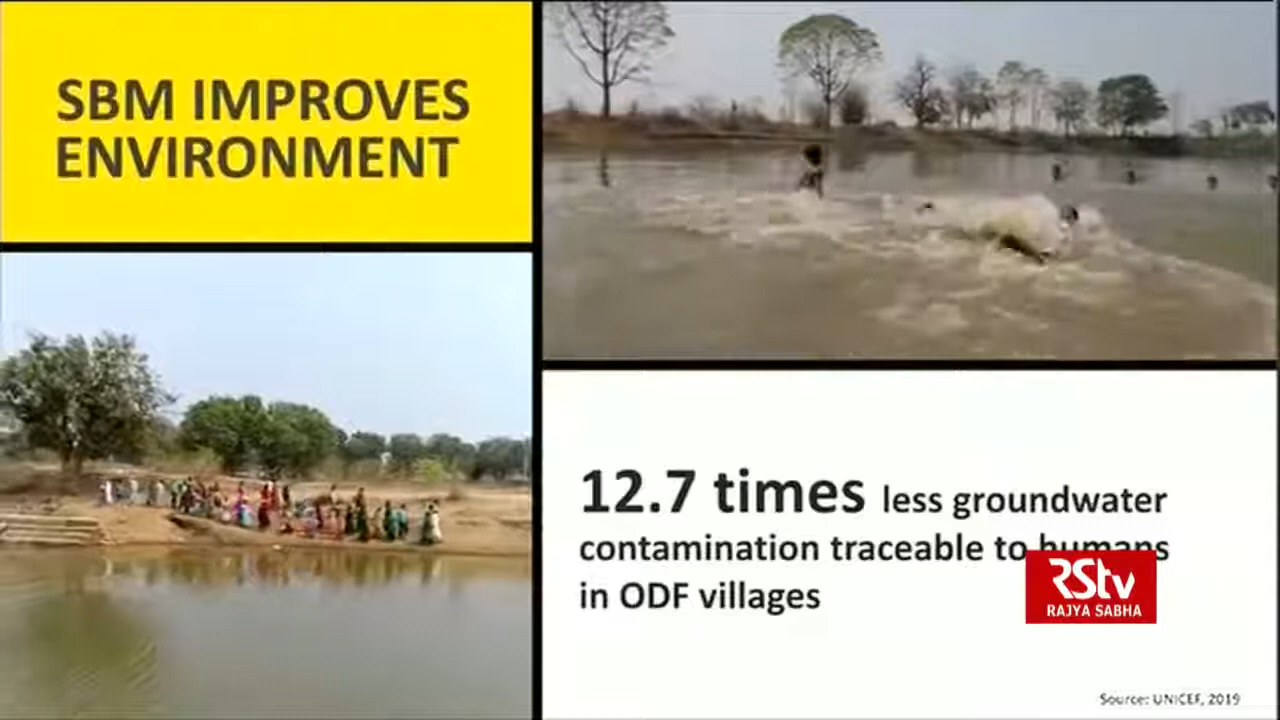 SBM IMPROVES
ENVIRONMENT
12.7 times less groundwater
contamination traceable to humans
in ODF villages
RSTV
RAJYA SABHA
Source: UNICEF, 2019